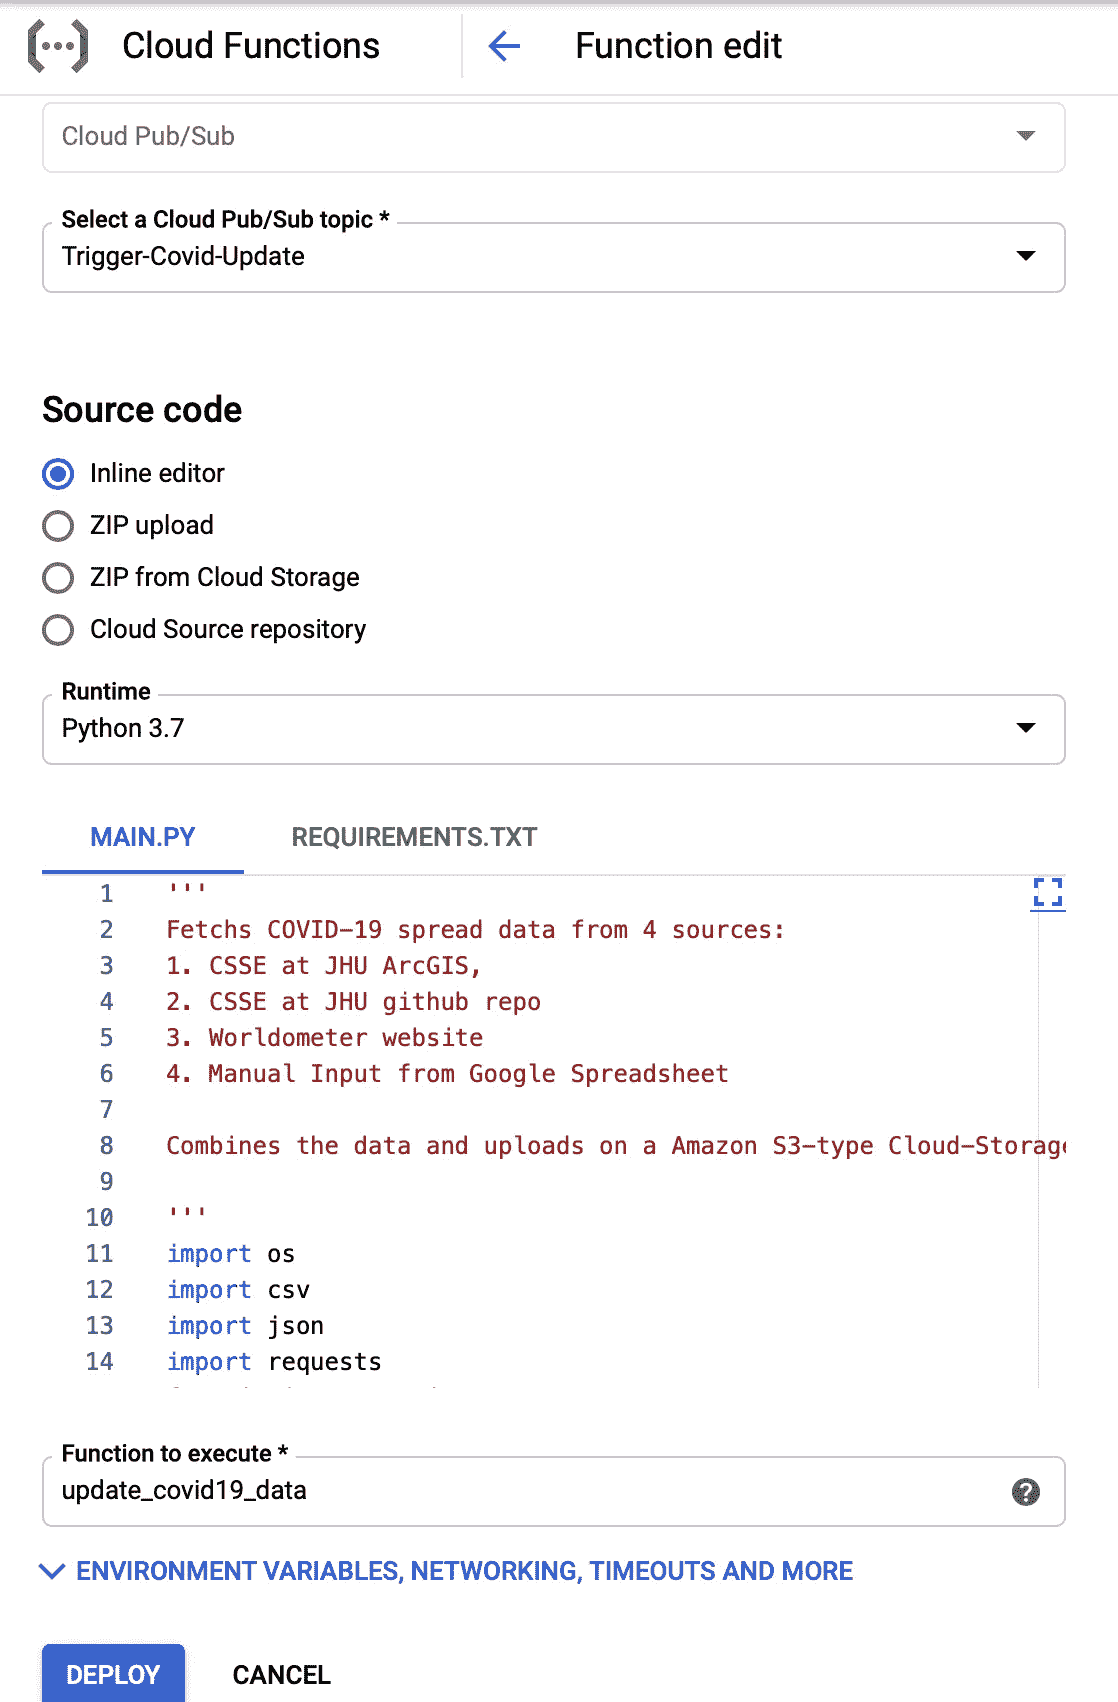 Cloud Functions
Function edit
Cloud Pub/Sub
Select a Cloud Pub/Sub topic *
Trigger-Covid-Update
Source code
Inline editor
ZIP upload
ZIP from Cloud Storage
Cloud Source repository
Runtime
Python 3.7
MAIN.PY REQUIREMENTS.TXT
1 '''
2 Fetchs COVID-19 spread data from 4 sources:
3 1. CSSE at JHU ArcGIS,
4 2. CSSE at JHU github repo
5 3. Worldometer website
6 4. Manual Input from Google Spreadsheet
7
8 Combines the data and uploads on a Amazon S3-type Cloud-Storage
9
10 '''
11 import os
12 import csv
13 import json
14 import requests
Function to execute *
update_covid19_data
ENVIRONMENT VARIABLES, NETWORKING, TIMEOUTS AND MORE
DEPLOY CANCEL